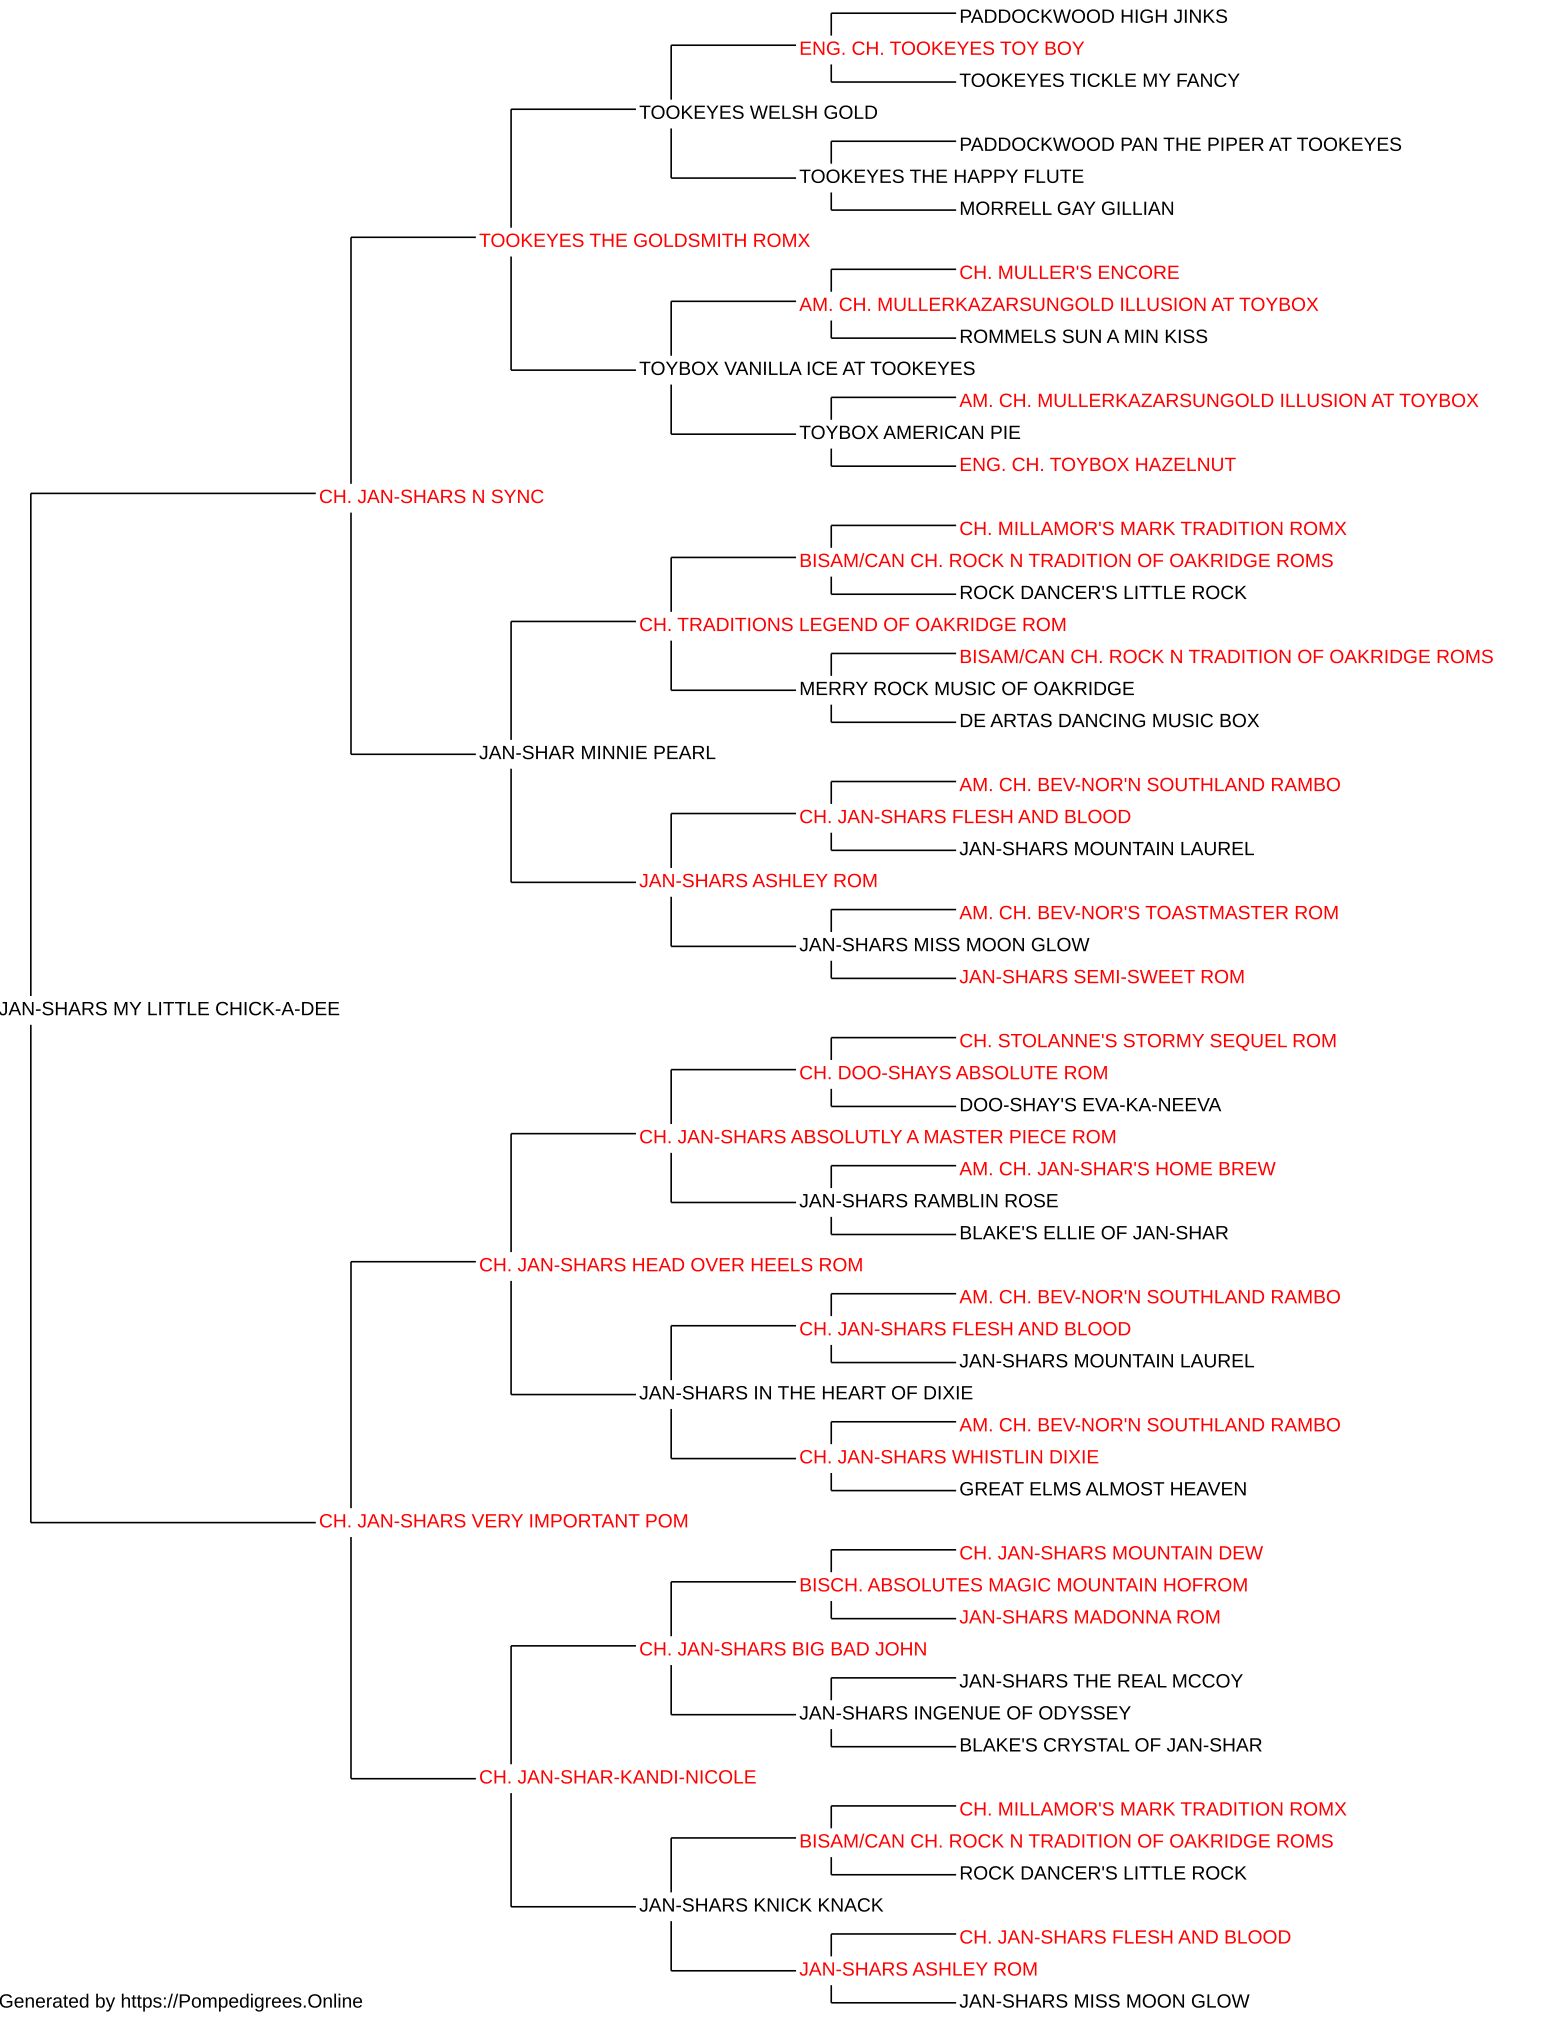 PADDOCKWOOD HIGH JINKS
ENG. CH. TOOKEYES TOY BOY
TOOKEYES TICKLE MY FANCY
TOOKEYES WELSH GOLD
PADDOCKWOOD PAN THE PIPER AT TOOKEYES
TOOKEYES THE HAPPY FLUTE
MORRELL GAY GILLIAN
TOOKEYES THE GOLDSMITH ROMX
CH. MULLER'S ENCORE
AM. CH. MULLERKAZARSUNGOLD ILLUSION AT TOYBOX
ROMMELS SUN A MIN KISS
TOYBOX VANILLA ICE AT TOOKEYES
AM. CH. MULLERKAZARSUNGOLD ILLUSION AT TOYBOX
TOYBOX AMERICAN PIE
ENG. CH. TOYBOX HAZELNUT
CH. JAN-SHARS N SYNC
CH. MILLAMOR'S MARK TRADITION ROMX
BISAM/CAN CH. ROCK N TRADITION OF OAKRIDGE ROMS
ROCK DANCER'S LITTLE ROCK
CH. TRADITIONS LEGEND OF OAKRIDGE ROM
BISAM/CAN CH. ROCK N TRADITION OF OAKRIDGE ROMS
MERRY ROCK MUSIC OF OAKRIDGE
DE ARTAS DANCING MUSIC BOX
JAN-SHAR MINNIE PEARL
AM. CH. BEV-NOR'N SOUTHLAND RAMBO
CH. JAN-SHARS FLESH AND BLOOD
JAN-SHARS MOUNTAIN LAUREL
JAN-SHARS ASHLEY ROM
AM. CH. BEV-NOR'S TOASTMASTER ROM
JAN-SHARS MISS MOON GLOW
JAN-SHARS SEMI-SWEET ROM
JAN-SHARS MY LITTLE CHICK-A-DEE
CH. STOLANNE'S STORMY SEQUEL ROM
CH. DOO-SHAYS ABSOLUTE ROM
DOO-SHAY'S EVA-KA-NEEVA
CH. JAN-SHARS ABSOLUTLY A MASTER PIECE ROM
AM. CH. JAN-SHAR'S HOME BREW
JAN-SHARS RAMBLIN ROSE
BLAKE'S ELLIE OF JAN-SHAR
CH. JAN-SHARS HEAD OVER HEELS ROM
AM. CH. BEV-NOR'N SOUTHLAND RAMBO
CH. JAN-SHARS FLESH AND BLOOD
JAN-SHARS MOUNTAIN LAUREL
JAN-SHARS IN THE HEART OF DIXIE
AM. CH. BEV-NOR'N SOUTHLAND RAMBO
CH. JAN-SHARS WHISTLIN DIXIE
GREAT ELMS ALMOST HEAVEN
CH. JAN-SHARS VERY IMPORTANT POM
CH. JAN-SHARS MOUNTAIN DEW
BISCH. ABSOLUTES MAGIC MOUNTAIN HOFROM
JAN-SHARS MADONNA ROM
CH. JAN-SHARS BIG BAD JOHN
JAN-SHARS THE REAL MCCOY
JAN-SHARS INGENUE OF ODYSSEY
BLAKE'S CRYSTAL OF JAN-SHAR
CH. JAN-SHAR-KANDI-NICOLE
CH. MILLAMOR'S MARK TRADITION ROMX
BISAM/CAN CH. ROCK N TRADITION OF OAKRIDGE ROMS
ROCK DANCER'S LITTLE ROCK
JAN-SHARS KNICK KNACK
CH. JAN-SHARS FLESH AND BLOOD
JAN-SHARS ASHLEY ROM
JAN-SHARS MISS MOON GLOW
Generated by https://Pompedigrees.Online